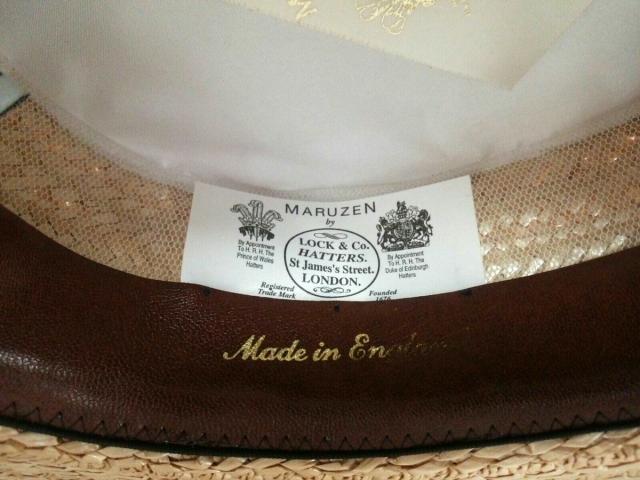 MARUZEN
by
LOCK & Co.
HATTERS.
St James's Street.
LONDON.
By Appointment
To H. R. H. The
Prince of Wales
Hatters
By Appointment
To H. R. H. The
Duke of Edinburgh
Hatters
Registered
Trade Mark
Founded
1676
Made in England